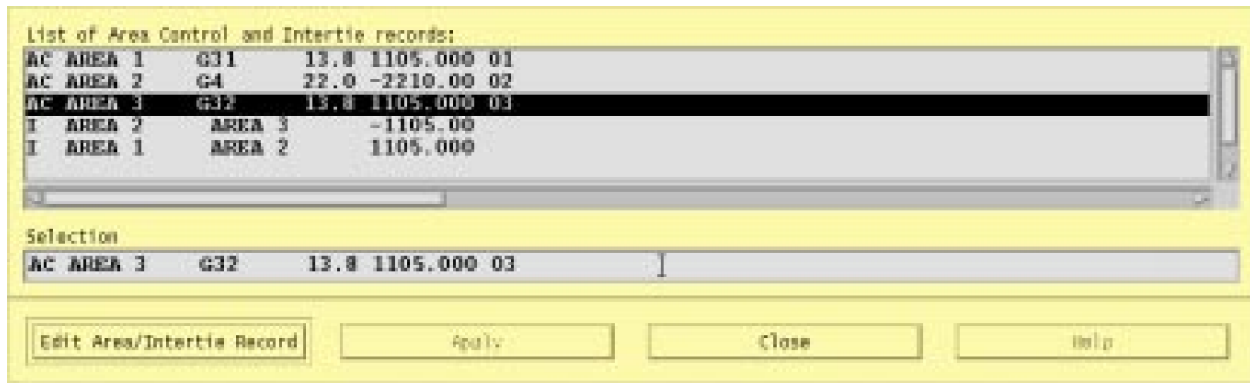 List of Area Control and Intertie records:
AC AREA 1 G31 13.8 1105.000 01
AC AREA 2 G4 22.0 -2210.00 02
AC AREA 3 G32 13.8 1105.000 03
I AREA 2 AREA 3 -1105.00
I AREA 1 AREA 2 1105.000
Selection
AC AREA 3 G32 13.8 1105.000 03
Edit Area/Intertie Record Apply Close Help